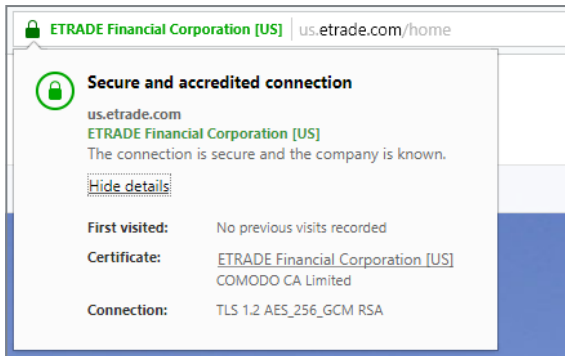 ETRADE Financial Corporation [US] us.etrade.com/home
Secure and accredited connection
us.etrade.com
ETRADE Financial Corporation [US]
The connection is secure and the company is known.
Hide details
First visited: No previous visits recorded
Certificate: ETRADE Financial Corporation [US]
COMODO CA Limited
Connection: TLS 1.2 AES_256_GCM RSA